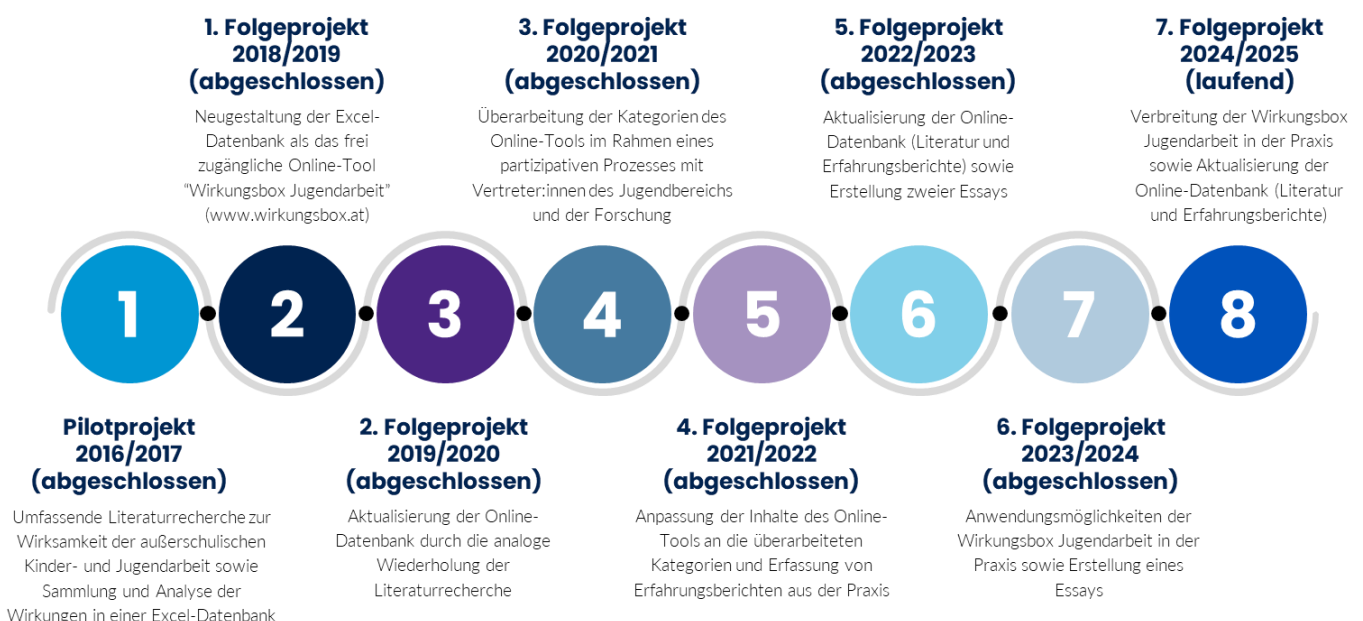 1. Folgeprojekt
2018/2019
(abgeschlossen)
Neugestaltung der Excel-
Datenbank als das frei
zugängliche Online-Tool
"Wirkungsbox Jugendarbeit"
(www.wirkungsbox.at)
3. Folgeprojekt
2020/2021
(abgeschlossen)
Überarbeitung der Kategorien des
Online-Tools im Rahmen eines
partizipativen Prozesses mit
Vertreter:innen des Jugendbereichs
und der Forschung
5. Folgeprojekt
2022/2023
(abgeschlossen)
Aktualisierung der Online-
Datenbank (Literatur und
Erfahrungsberichte) sowie
Erstellung zweier Essays
7. Folgeprojekt
2024/2025
(laufend)
Verbreitung der Wirkungsbox
Jugendarbeit in der Praxis
sowie Aktualisierung der
Online-Datenbank (Literatur
und Erfahrungsberichte)
1
2
3
4
5
6
7
8
Pilotprojekt
2016/2017
(abgeschlossen)
Umfassende Literaturrecherche zur
Wirksamkeit der außerschulischen
Kinder- und Jugendarbeit sowie
Sammlung und Analyse der
Wirkungen in einer Excel-Datenbank
2. Folgeprojekt
2019/2020
(abgeschlossen)
Aktualisierung der Online-
Datenbank durch die analoge
Wiederholung der
Literaturrecherche
4. Folgeprojekt
2021/2022
(abgeschlossen)
Anpassung der Inhalte des Online-
Tools an die überarbeiteten
Kategorien und Erfassung von
Erfahrungsberichten aus der Praxis
6. Folgeprojekt
2023/2024
(abgeschlossen)
Anwendungsmöglichkeiten der
Wirkungsbox Jugendarbeit in der
Praxis sowie Erstellung eines
Essays